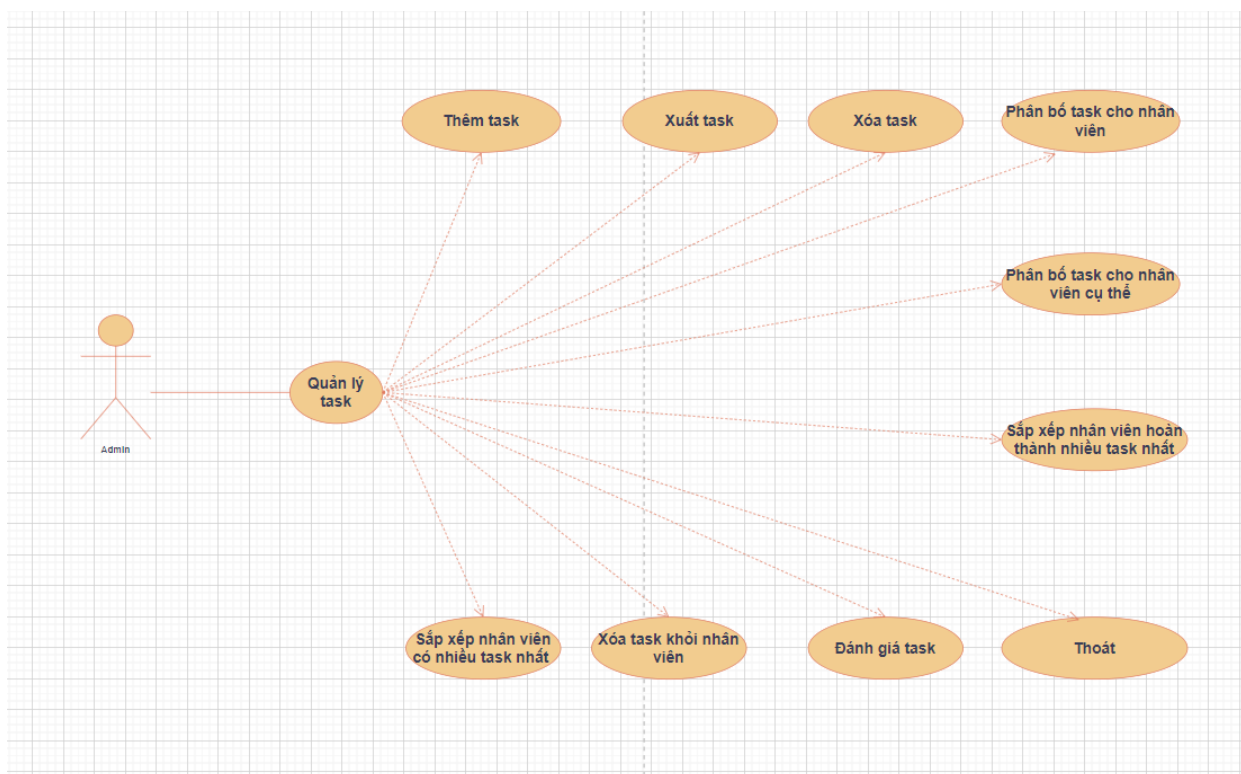 Thêm task
Xuất task
Xóa task
Phân bố task cho nhân
viên
Phân bố task cho nhân
viên cụ thể
Quản lý
task
Admin
Sắp xếp nhân viên hoàn
thành nhiều task nhất
Sắp xếp nhân viên
có nhiều task nhất
Xóa task khỏi nhân
viên
Đánh giá task
Thoát